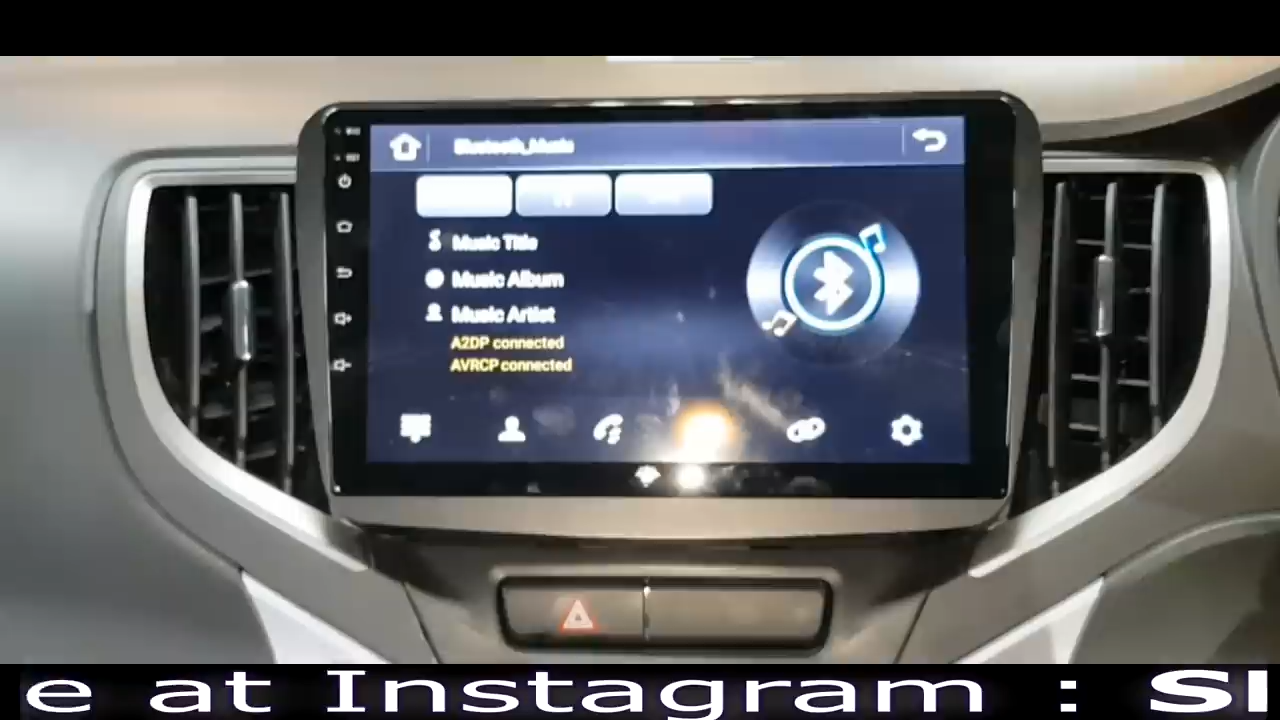 Bluetooth_Music
Music Title
Music Album
Music Artist
A2DP connected
AVRCP connected
e at Instagram : SI